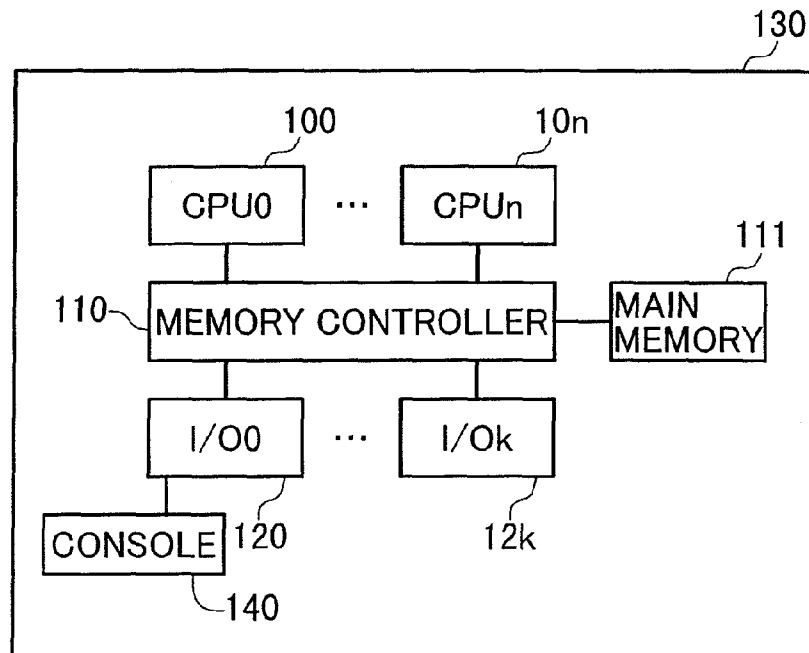 130
100
10n
CPU0
...
CPUn
111
110
MEMORY CONTROLLER
MAIN
MEMORY
I/O0
...
I/Ok
120
12k
CONSOLE
140